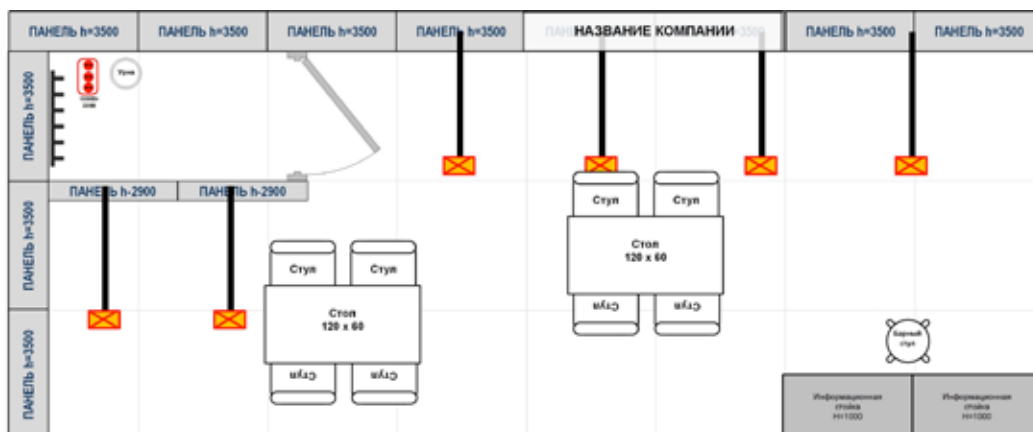 ПАНЕЛЬ h=3500
ПАНЕЛЬ h=3500
ПАНЕЛЬ h=3500
ПАНЕЛЬ h=3500
НАЗВАНИЕ КОМПАНИИ
ПАНЕЛЬ h=3500
ПАНЕЛЬ h=3500
ПАНЕЛЬ h=3500
Урна
ПАНЕЛЬ h-2900
ПАНЕЛЬ h-2900
ПАНЕЛЬ h=3500
ПАНЕЛЬ h=3500
Стул
Стул
Стол
120 x 60
Стул
Стул
Стул
Стул
Стол
120 x 60
Стул
Стул
Барный
стул
Информационная
стойка
H=1000
Информационная
стойка
H=1000